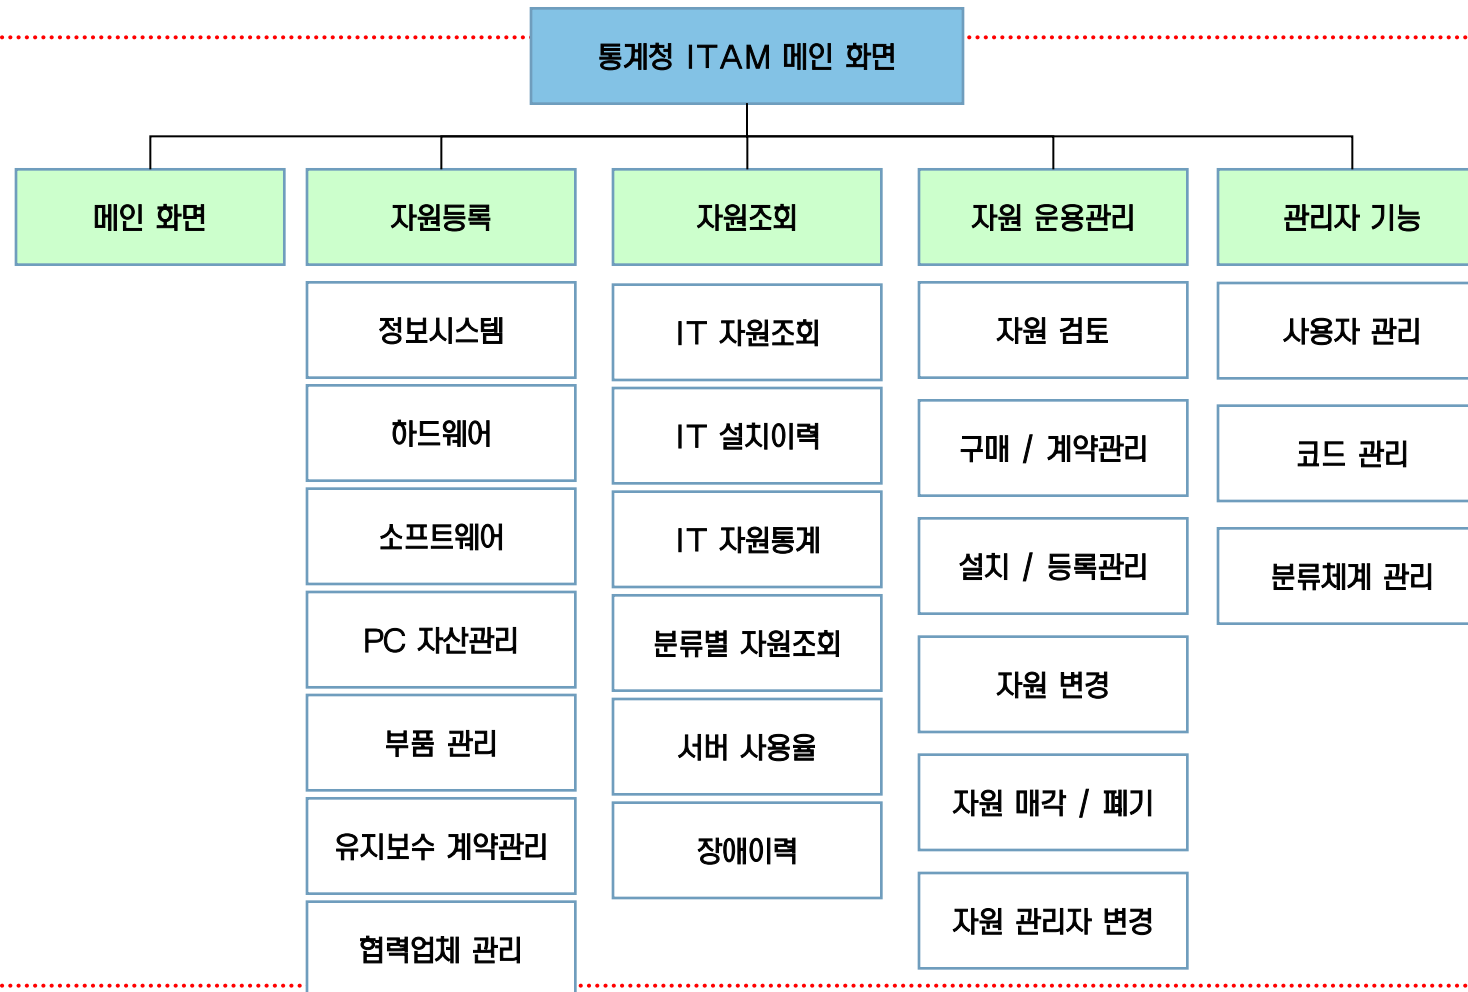 통계청 ITAM 메인 화면
메인 화면
자원등록
자원조회
자원 운용관리
관리자 기능
정보시스템
하드웨어
소프트웨어
PC 자산관리
부품 관리
유지보수 계약관리
협력업체 관리
IT 자원조회
IT 설치이력
IT 자원통계
분류별 자원조회
서버 사용율
장애이력
자원 검토
구매 / 계약관리
설치 / 등록관리
자원 변경
자원 매각 / 폐기
자원 관리자 변경
사용자 관리
코드 관리
분류체계 관리